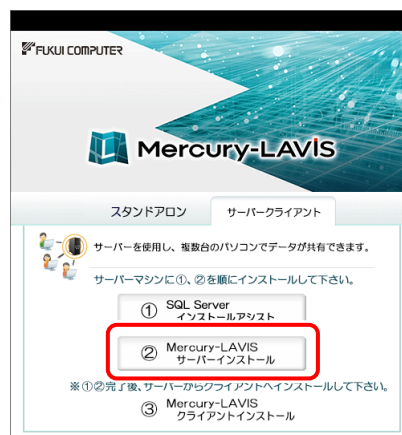 FUKUI COMPUTER
Mercury-LAVIS
スタンドアロン
サーバークライアント
サーバーを使用し、複数台のパソコンでデータが共有できます。
サーバーマシンに①、②を順にインストールして下さい。
① SQL Server
インストールアシスト
② Mercury-LAVIS
サーバーインストール
※①②完了後、サーバーからクライアントへインストールして下さい。
③ Mercury-LAVIS
クライアントインストール